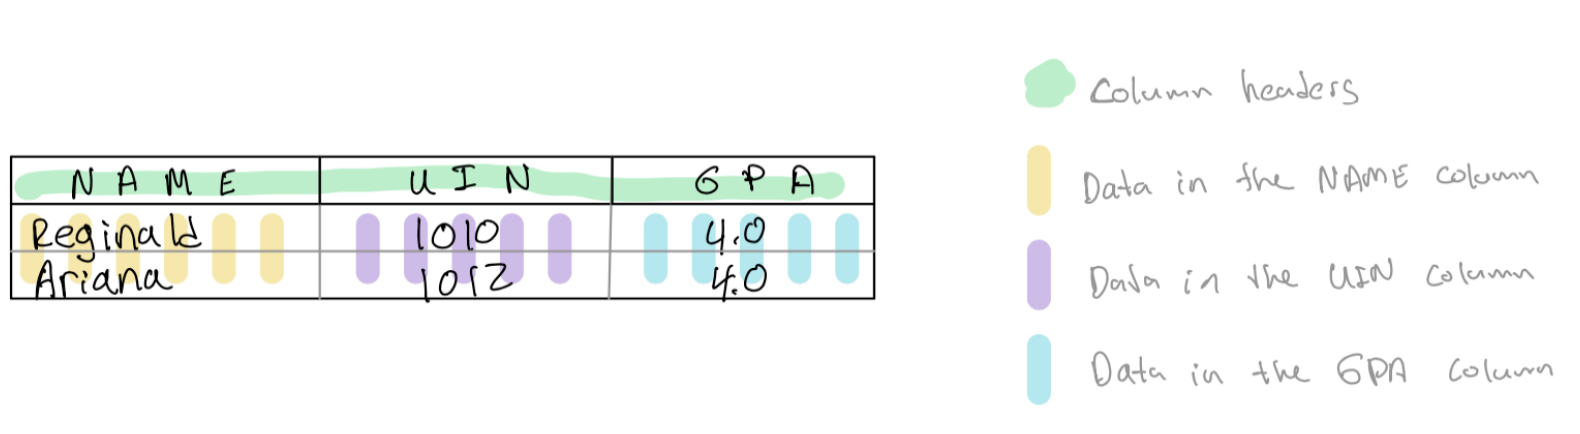 NAME UIN GPA
Reginald 1010 4.0
Ariana 1012 4.0
Column headers
Data in the NAME column
Data in the UIN column
Data in the GPA column